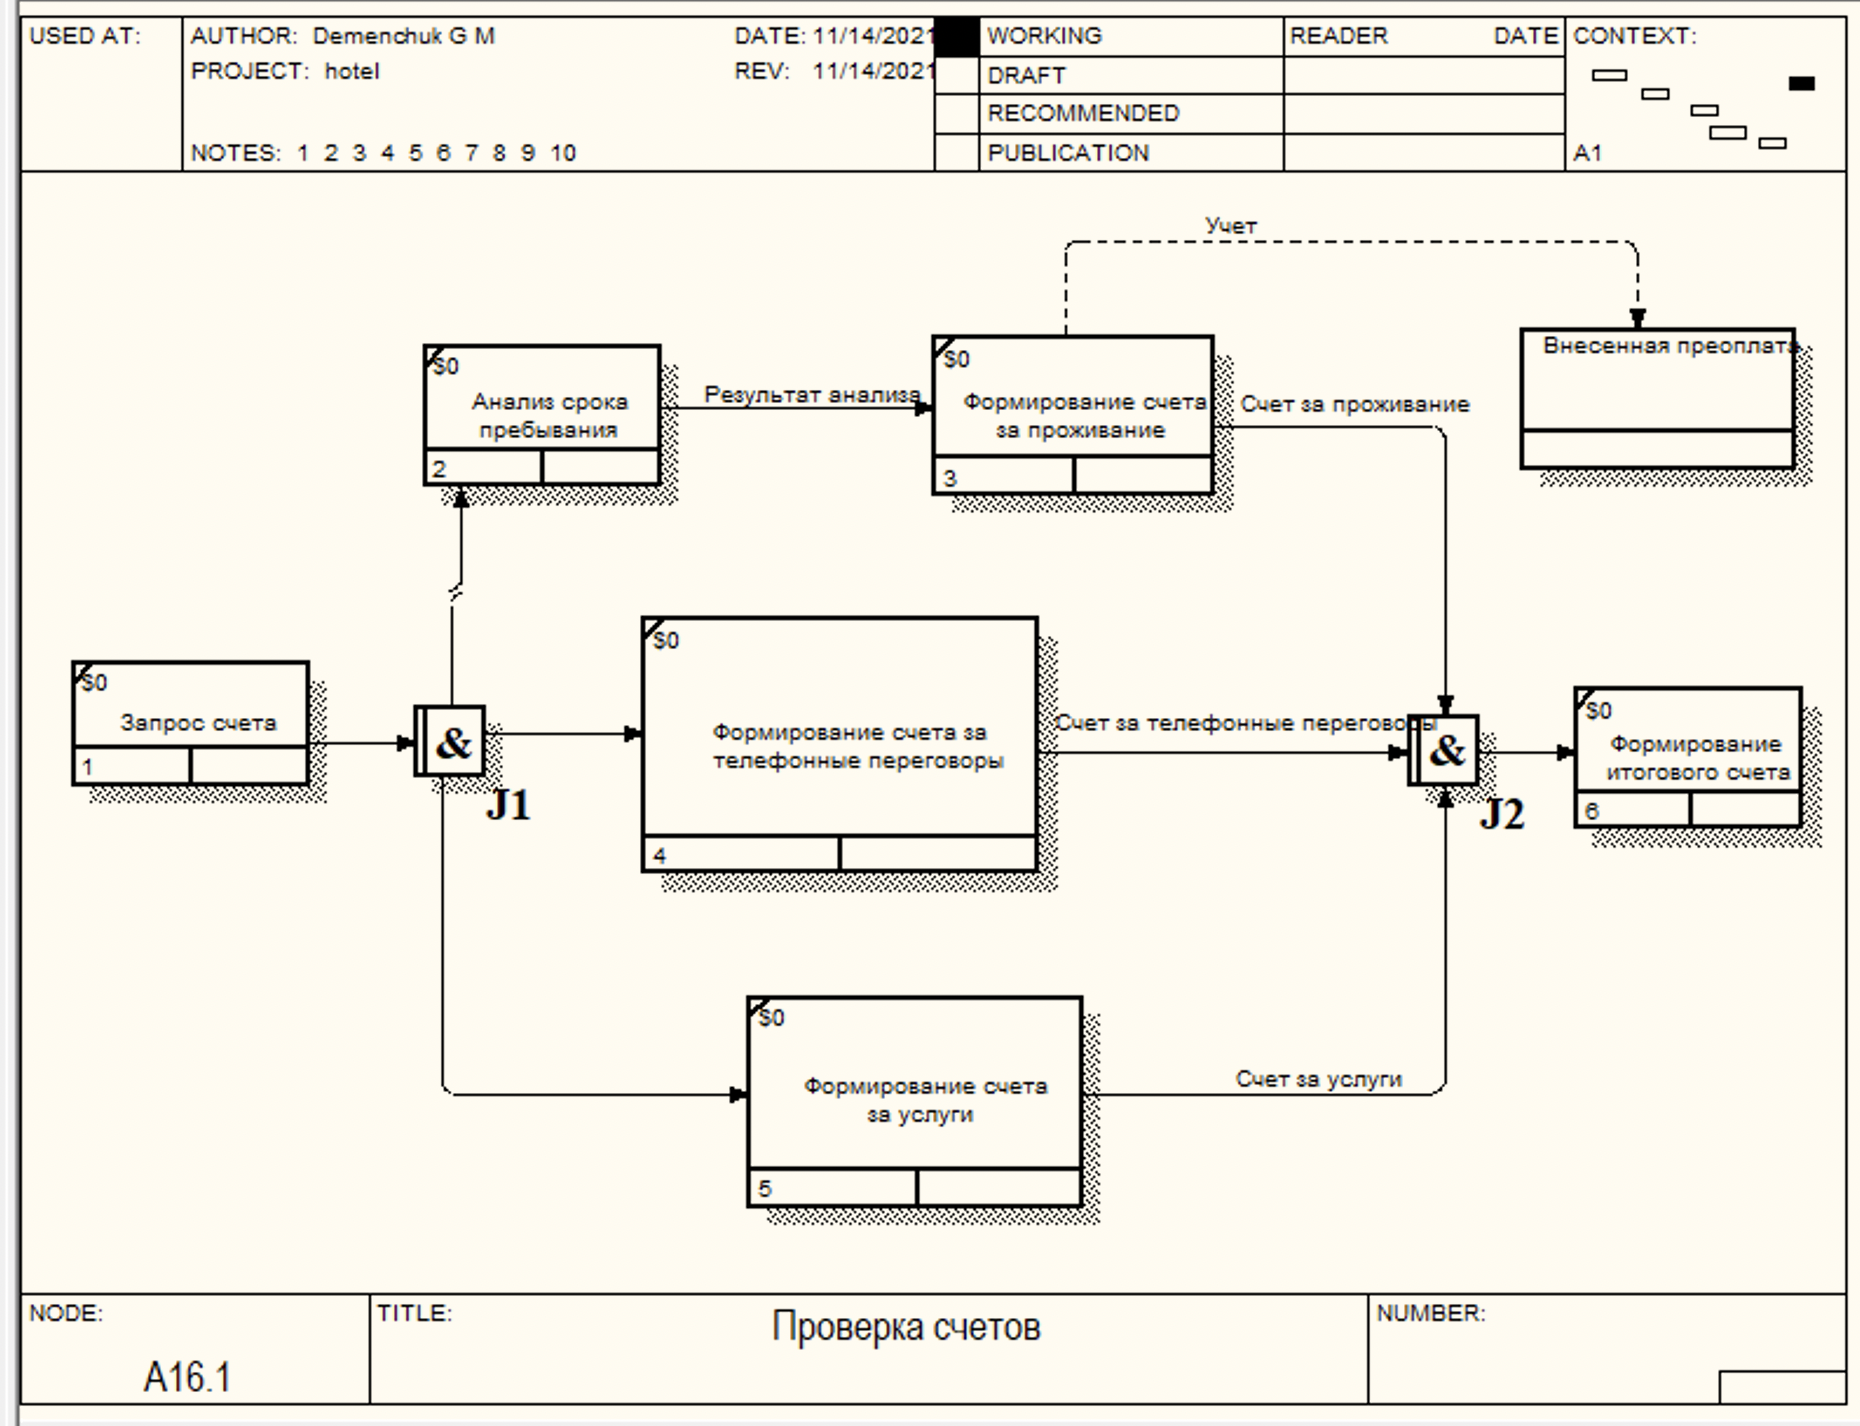 USED AT:
AUTHOR: Demenchuk G M
DATE: 11/14/2021
PROJECT: hotel
REV: 11/14/2021
NOTES: 1 2 3 4 5 6 7 8 9 10
WORKING
DRAFT
RECOMMENDED
PUBLICATION
READER DATE
CONTEXT:
A1
Учет
$0
Анализ срока
пребывания
2
Результат анализа
$0
Формирование счета
за проживание
3
Счет за проживание
Внесенная преоплата
$0
Запрос счета
1
&
J1
$0
Формирование счета за
телефонные переговоры
4
Счет за телефонные переговоры
&
J2
$0
Формирование
итогового счета
6
$0
Формирование счета
за услуги
5
Счет за услуги
NODE:
A16.1
TITLE:
Проверка счетов
NUMBER: